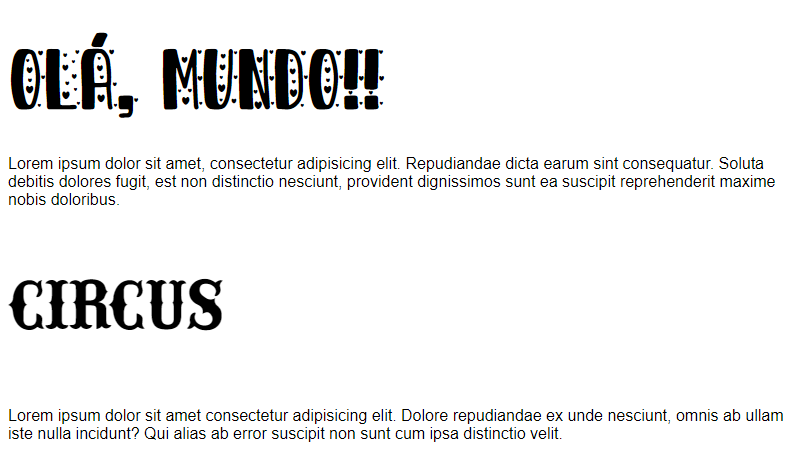 OLÁ, MUNDO!!
Lorem ipsum dolor sit amet, consectetur adipisicing elit. Repudiandae dicta earum sint consequatur. Soluta
debitis dolores fugit, est non distinctio nesciunt, provident dignissimos sunt ea suscipit reprehenderit maxime
nobis doloribus.
CIRCUS
Lorem ipsum dolor sit amet consectetur adipisicing elit. Dolore repudiandae ex unde nesciunt, omnis ab ullam
iste nulla incidunt? Qui alias ab error suscipit non sunt cum ipsa distinctio velit.